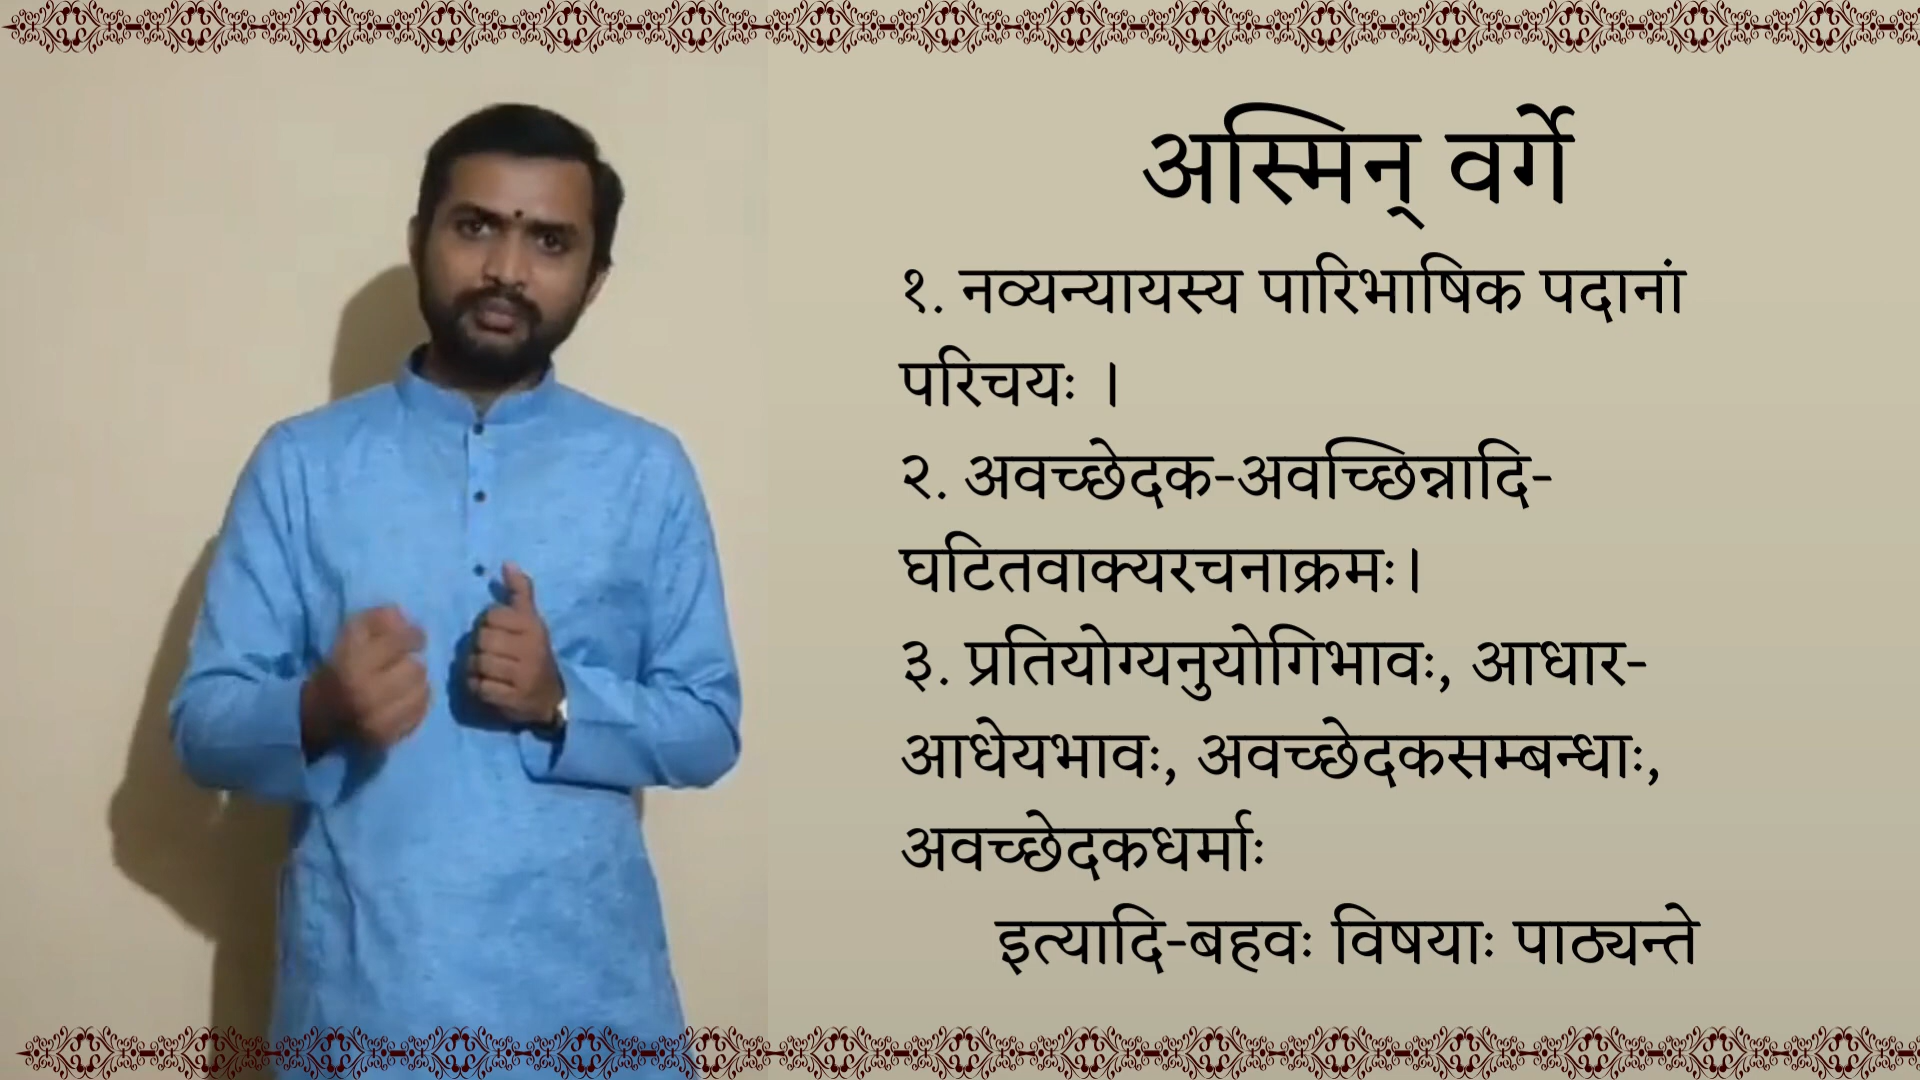 अस्मिन् वर्गे
१. नव्यन्यायस्य पारिभाषिक पदानां
परिचयः ।
२. अवच्छेदक-अवच्छिन्नादि-
घटितवाक्यरचनाक्रमः।
३. प्रतियोग्यनुयोगिभावः, आधार-
आधेयभावः, अवच्छेदकसम्बन्धाः,
अवच्छेदकधर्माः
इत्यादि-बहवः विषयाः पाठ्यन्ते